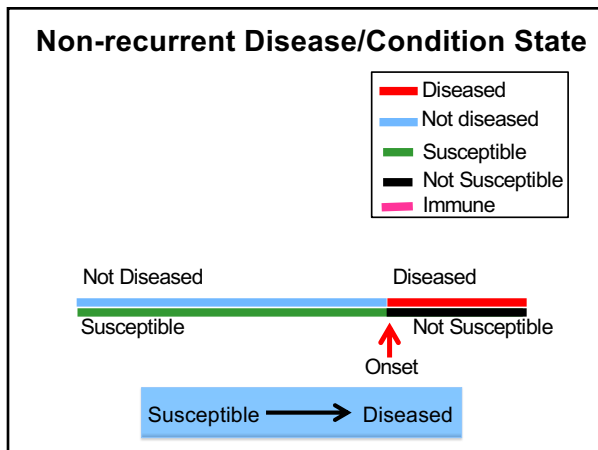 Non-recurrent Disease/Condition State
Diseased
Not diseased
Susceptible
Not Susceptible
Immune
Not Diseased Diseased
Susceptible Not Susceptible
Onset
Susceptible Diseased